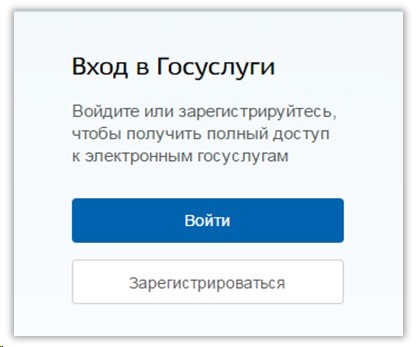 Вход в Госуслуги
Войдите или зарегистрируйтесь,
чтобы получить полный доступ
к электронным госуслугам
Войти
Зарегистрироваться